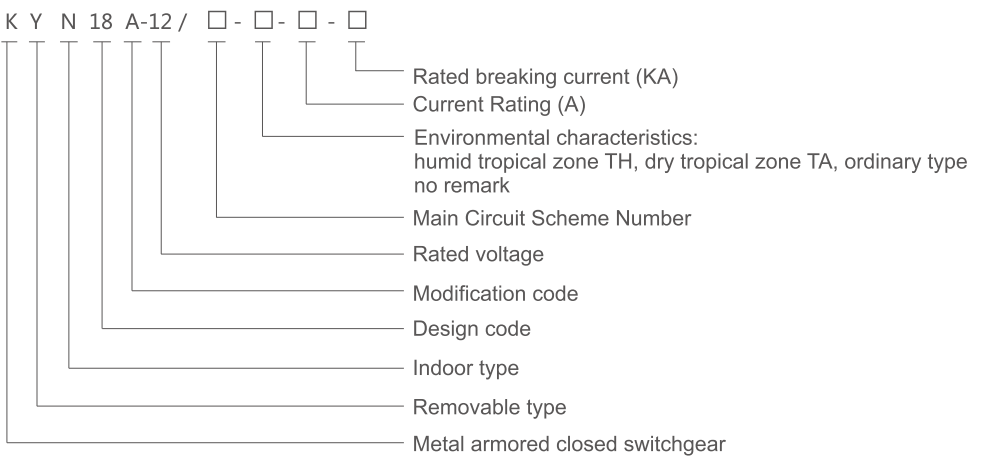 K Y N 18 A-12 / □ - □ - □ - □
Rated breaking current (KA)
Current Rating (A)
Environmental characteristics:
humid tropical zone TH, dry tropical zone TA, ordinary type
no remark
Main Circuit Scheme Number
Rated voltage
Modification code
Design code
Indoor type
Removable type
Metal armored closed switchgear